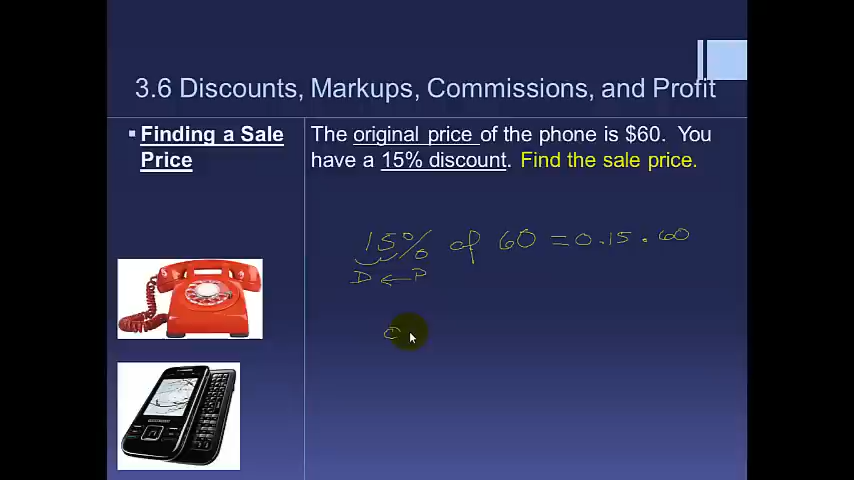 3.6 Discounts, Markups, Commissions, and Profit
Finding a Sale
Price
The original price of the phone is $60. You
have a 15% discount. Find the sale price.
15% of 60 = 0.15 . 60
D ← P
0